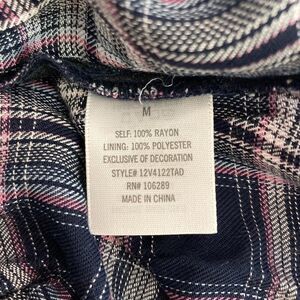 M
SELF: 100% RAYON
LINING: 100% POLYESTER
EXCLUSIVE OF DECORATION
STYLE# 12V4122TAD
RN# 106289
MADE IN CHINA